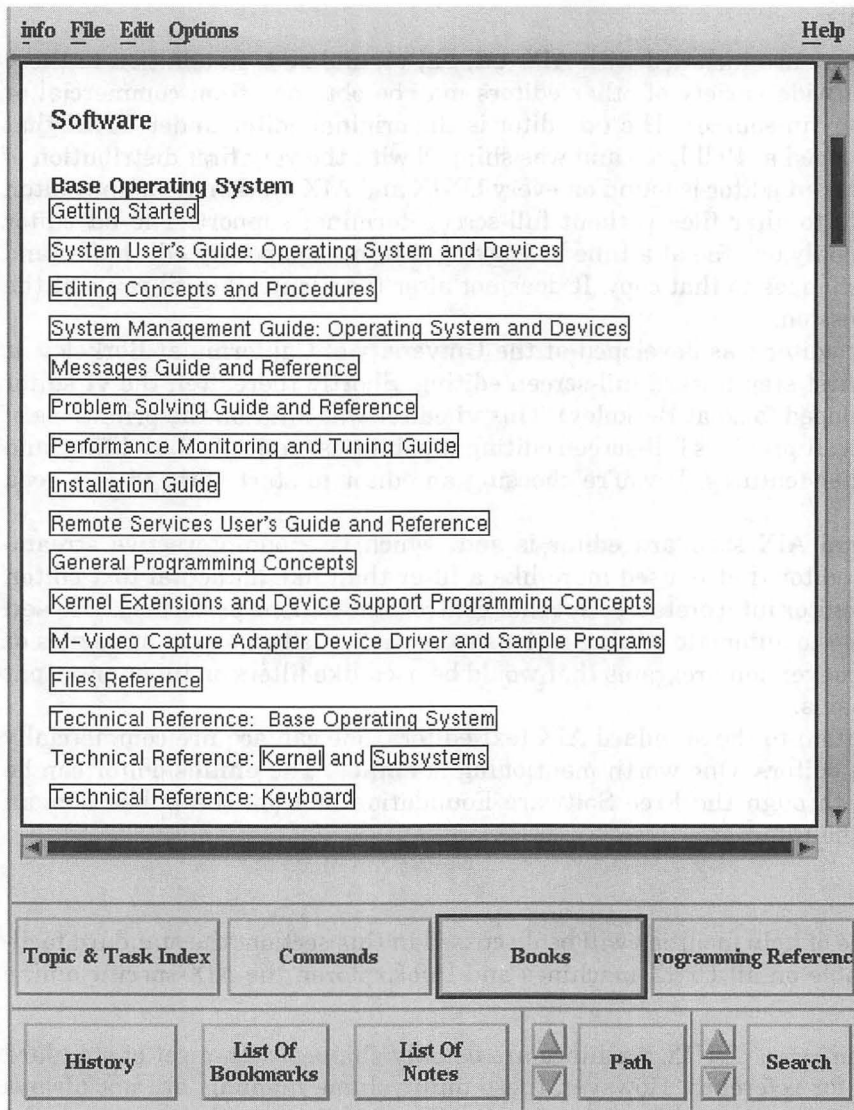 info File Edit Options Help
Software
Base Operating System
Getting Started
System User's Guide: Operating System and Devices
Editing Concepts and Procedures
System Management Guide: Operating System and Devices
Messages Guide and Reference
Problem Solving Guide and Reference
Performance Monitoring and Tuning Guide
Installation Guide
Remote Services User's Guide and Reference
General Programming Concepts
Kernel Extensions and Device Support Programming Concepts
M-Video Capture Adapter Device Driver and Sample Programs
Files Reference
Technical Reference: Base Operating System
Technical Reference: Kernel and Subsystems
Technical Reference: Keyboard
Topic & Task Index Commands Books rogramming Referenc
History List Of Bookmarks List Of Notes Path Search